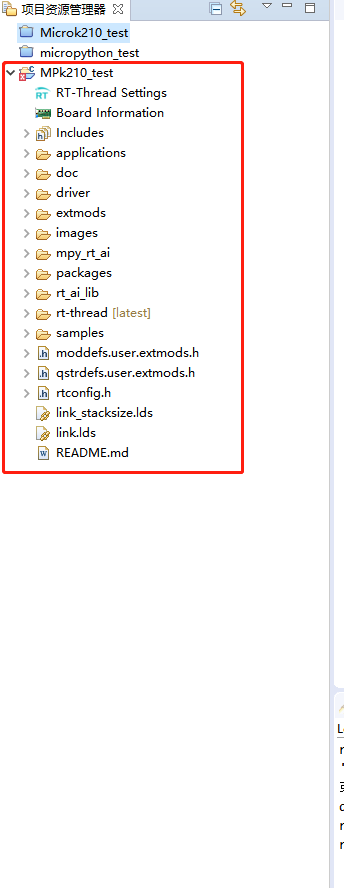 项目资源管理器
Microk210_test
micropython_test
MPk210_test
RT-Thread Settings
Board Information
Includes
applications
doc
driver
extmods
images
mpy_rt_ai
packages
rt_ai_lib
rt-thread [latest]
samples
moddefs.user.extmods.h
qstrdefs.user.extmods.h
rtconfig.h
link_stacksize.lds
link.lds
README.md